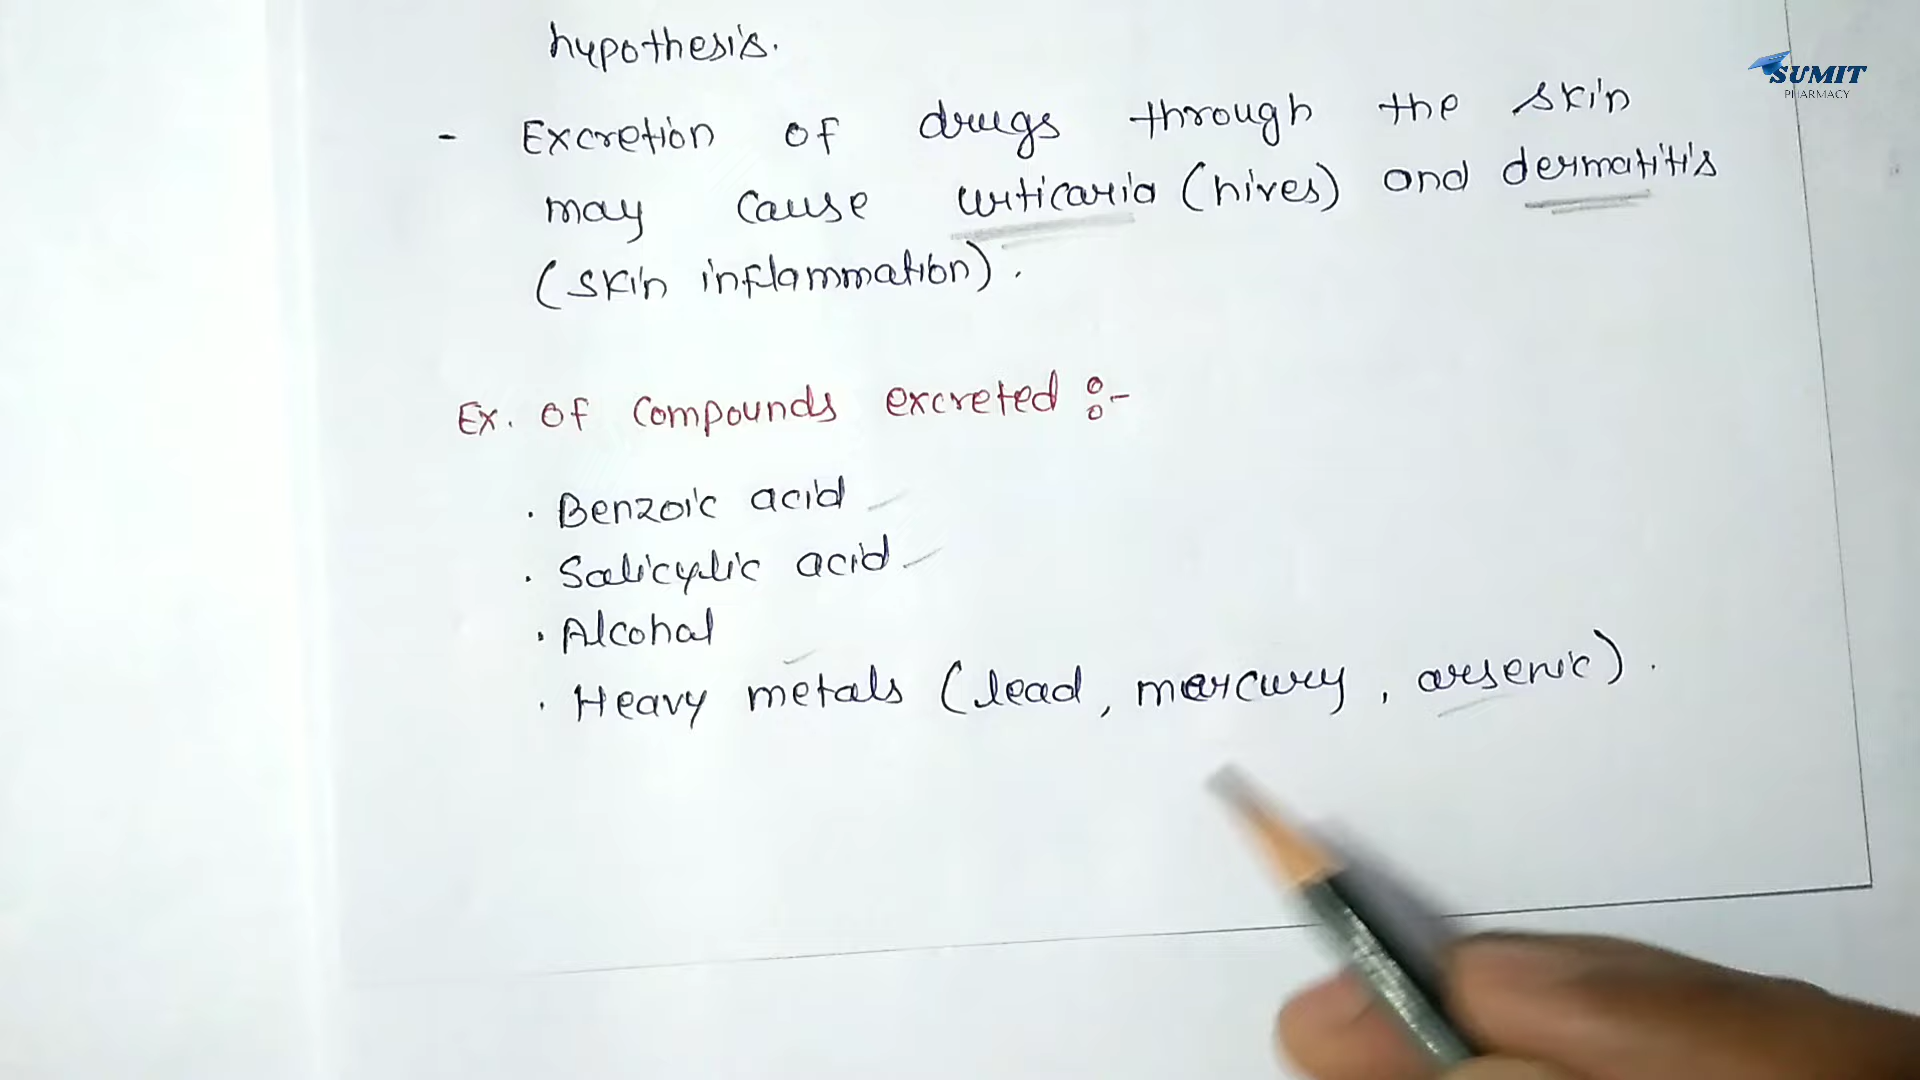 hypothesis.
SUMIT
PHARMACY
- Excretion of drugs through the skin
may cause urticaria (hives) and dermatitis
(skin inflammation).
Ex. of compounds excreted :-
· Benzoic acid
· Salicylic acid
· Alcohal
· Heavy metals (lead, mercury, arsenic).